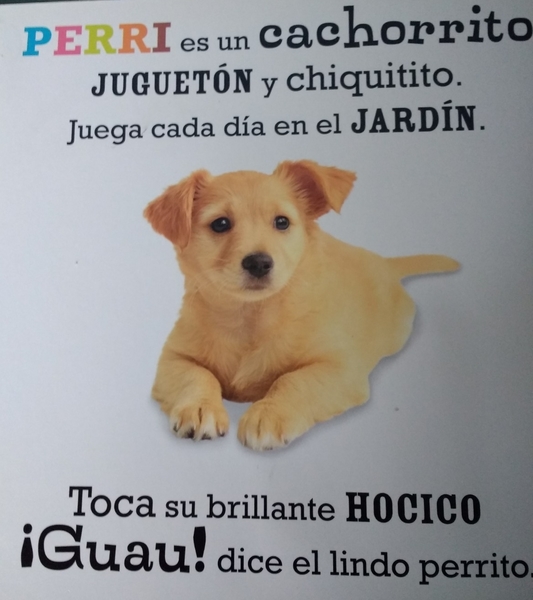 PERRI es un cachorrito
JUGUETÓN y chiquitito.
Juega cada día en el JARDÍN.
Toca su brillante HOCICO
¡Guau! dice el lindo perrito.